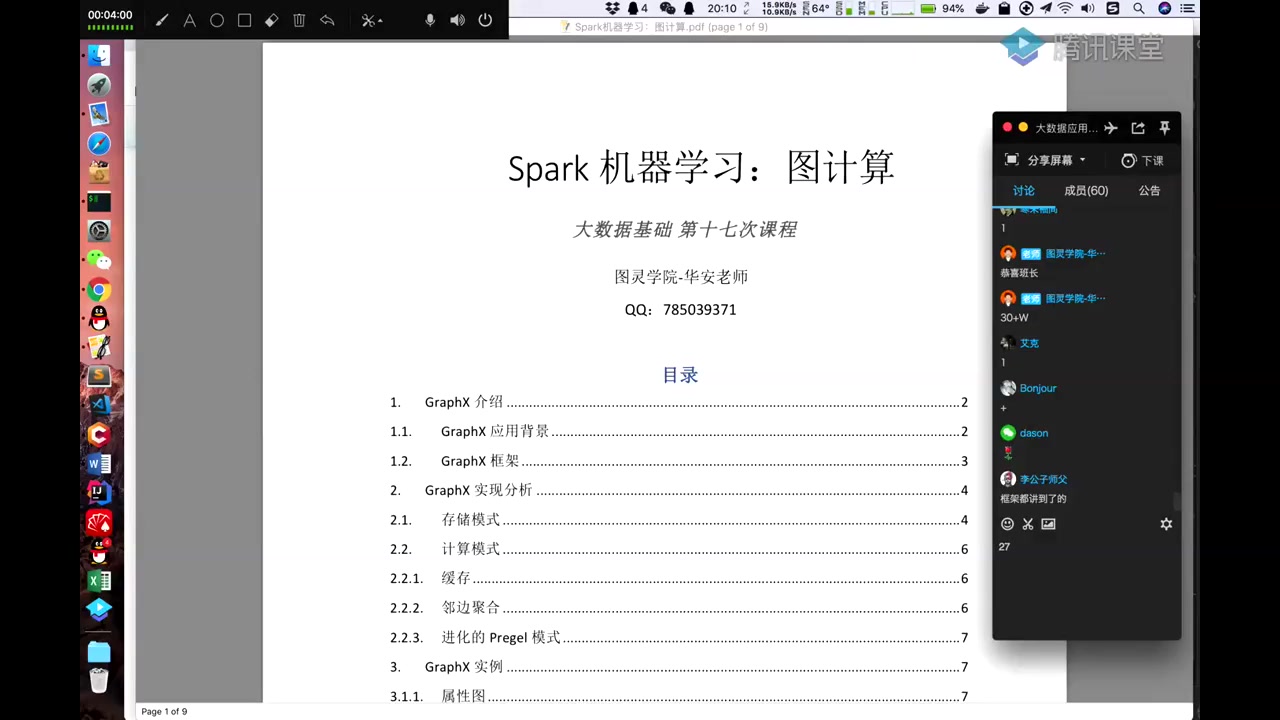 00:04:00
4
20:10
15.9KB/s
10.9KB/s
64°
94%
Spark机器学习：图计算.pdf (page 1 of 9)
腾讯课堂
Spark 机器学习：图计算
大数据基础 第十七次课程
图灵学院-华安老师
QQ：785039371
目录
1. GraphX 介绍 2
1.1. GraphX 应用背景 2
1.2. GraphX 框架 3
2. GraphX 实现分析 4
2.1. 存储模式 4
2.2. 计算模式 6
2.2.1. 缓存 6
2.2.2. 邻边聚合 6
2.2.3. 进化的 Pregel 模式 7
3. GraphX 实例 7
3.1.1. 属性图 7
大数据应用...
分享屏幕
下课
讨论
成员(60)
公告
1
老师 图灵学院-华...
恭喜班长
老师 图灵学院-华...
30+W
艾克
1
Bonjour
+
dason
李公子师父
框架都讲到了的
27
Page 1 of 9